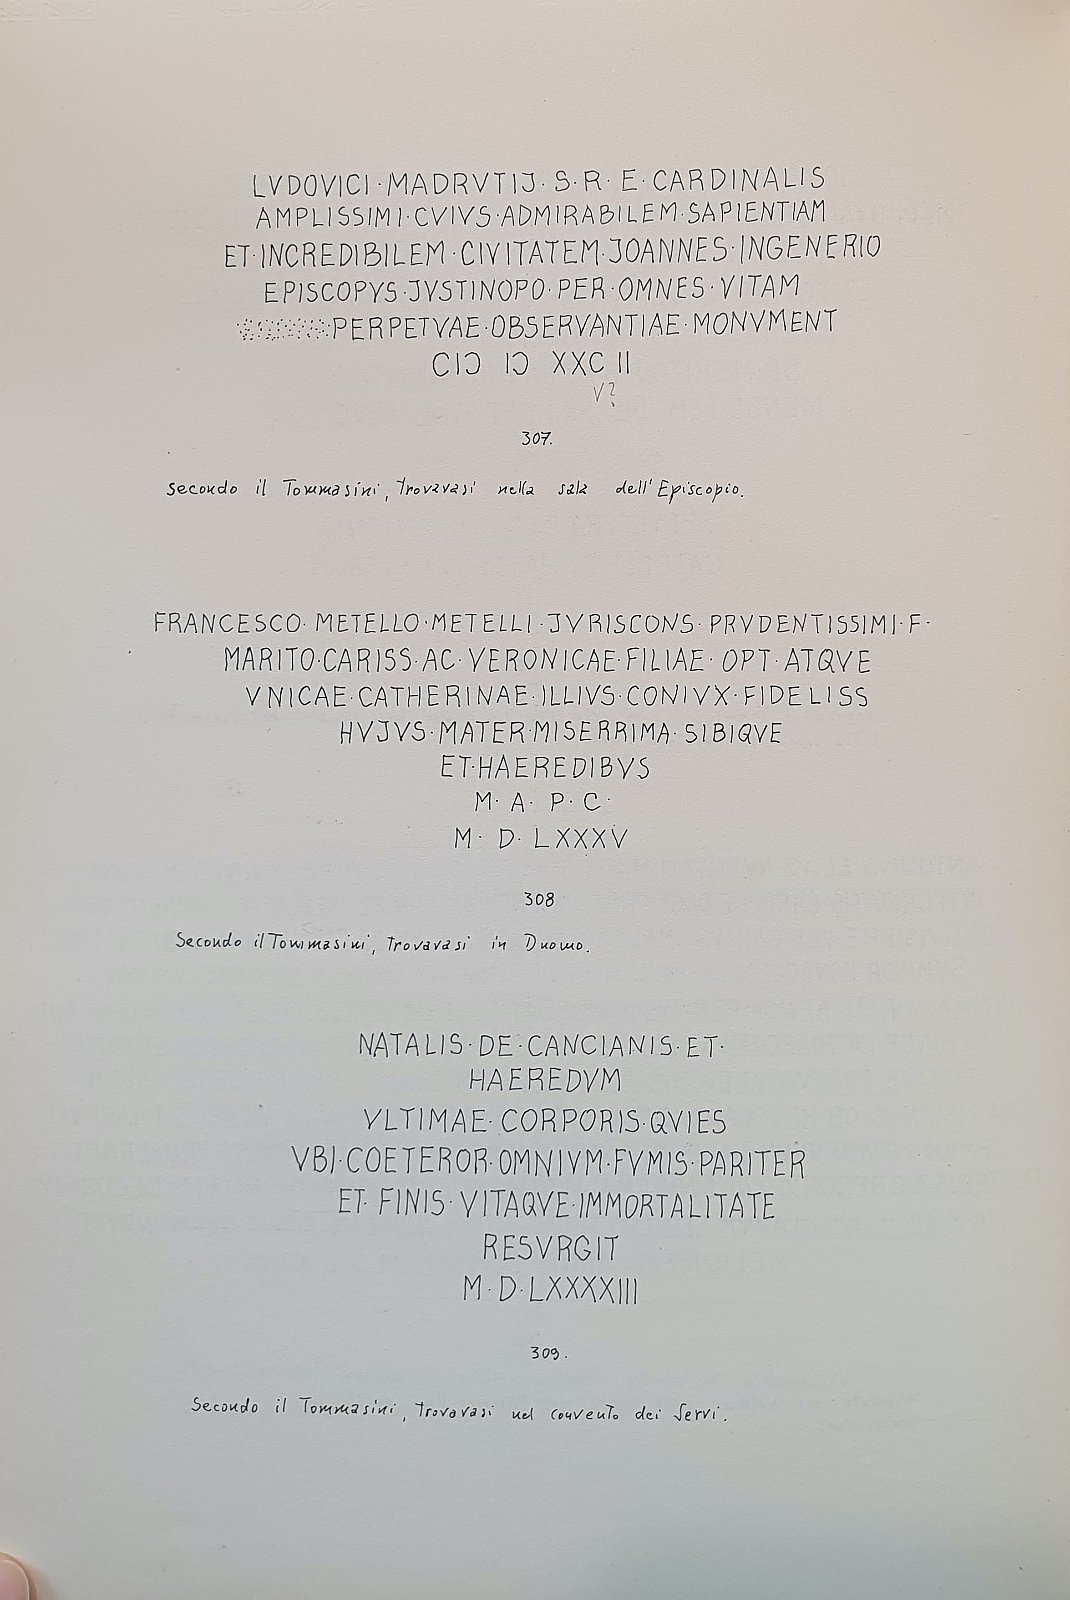 LVDOVICI·MADRVTIJ·S·R·E·CARDINALIS
AMPLISSIMI·CVIVS·ADMIRABILEM·SAPIENTIAM
ET·INCREDIBILEM·CIVITATEM·JOANNES·INGENERIO
EPISCOPVS·JVSTINOPO·PER·OMNES·VITAM
PERPETVAE·OBSERVANTIAE·MONVMENT
CIↃ IↃ XXC II
V?
307.
Secondo il Tommasini, trovavasi nella sala dell'Episcopio.
FRANCESCO·METELLO·METELLI·JVRISCONS·PRVDENTISSIMI·F·
MARITO·CARISS·AC·VERONICAE·FILIAE·OPT·ATQVE
VNICAE·CATHERINAE·ILLIVS·CONIVX·FIDELISS
HVJVS·MATER·MISERRIMA·SIBIQVE
ET·HAEREDIBVS
M·A·P·C·
M·D·LXXXV
308
Secondo il Tommasini, trovavasi in Duomo.
NATALIS·DE·CANCIANIS·ET·
HAEREDVM
VLTIMAE·CORPORIS·QVIES
VBI·COETEROR·OMNIVM·FVMIS·PARITER
ET·FINIS·VITAQVE·IMMORTALITATE
RESVRGIT
M·D·LXXXXIII
309.
Secondo il Tommasini, trovavasi nel convento dei Servi.